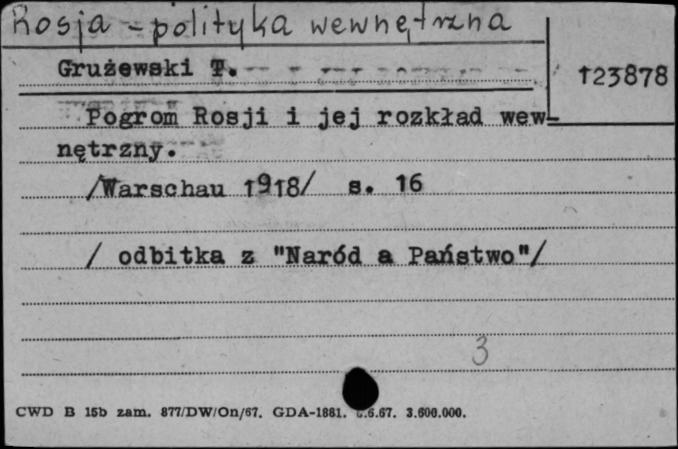 Rosja - polityka wewnętrzna
Grużewski T.
123878
Pogrom Rosji i jej rozkład wew-
nętrzny.
/Warschau 1918/ s. 16
/ odbitka z "Naród a Państwo"/
3
CWD B 15b zam. 877/DW/On/67. GDA-1881. .6.67. 3.600.000.